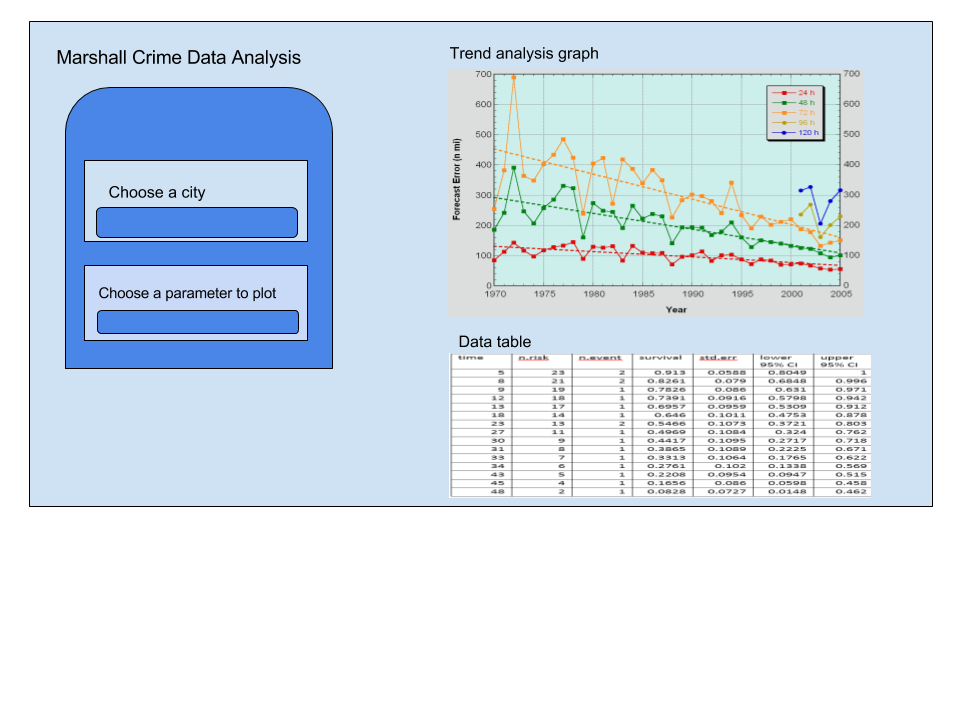 Marshall Crime Data Analysis
Choose a city
Choose a parameter to plot
Trend analysis graph
700 700
600 600
500 500
400 400
300 300
200 200
100 100
0 0
Forecast Error (n mi)
24 h
48 h
72 h
96 h
120 h
1970 1975 1980 1985 1990 1995 2000 2005
Year
Data table
time n.risk n.event survival std.err lower 95% CI upper 95% CI
5 23 2 0.913 0.0588 0.8049 1
8 21 2 0.8261 0.079 0.6848 0.996
9 19 1 0.7826 0.086 0.631 0.971
12 18 1 0.7391 0.0916 0.5798 0.942
13 17 1 0.6957 0.0959 0.5309 0.912
18 14 1 0.646 0.1011 0.4753 0.878
23 13 2 0.5466 0.1073 0.3721 0.803
27 11 1 0.4969 0.1084 0.324 0.762
30 9 1 0.4417 0.1095 0.2717 0.718
31 8 1 0.3865 0.1089 0.2225 0.671
33 7 1 0.3313 0.1064 0.1765 0.622
34 6 1 0.2761 0.102 0.1338 0.569
43 5 1 0.2208 0.0954 0.0947 0.515
45 4 1 0.1656 0.086 0.0598 0.458
48 2 1 0.0828 0.0727 0.0148 0.462